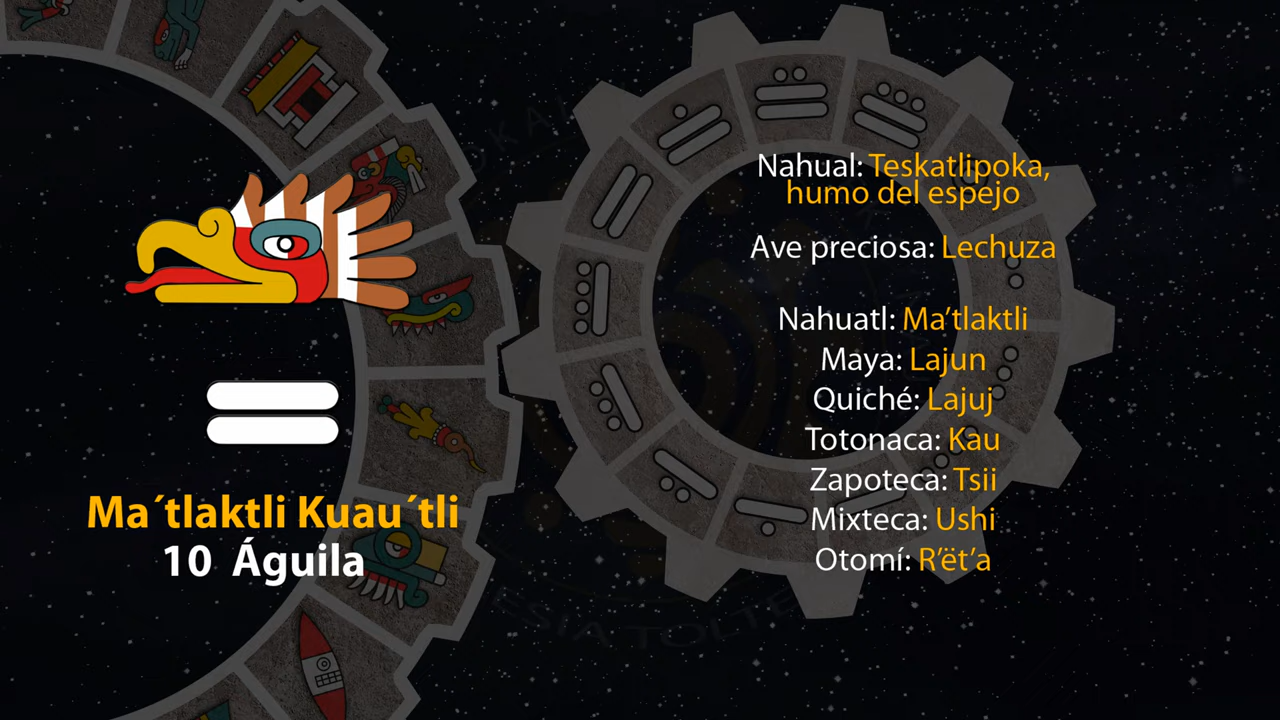 Ma´tlaktli Kuau´tli
10 Águila
Nahual: Teskatlipoka,
humo del espejo
Ave preciosa: Lechuza
Nahuatl: Ma’tlaktli
Maya: Lajun
Quiché: Lajuj
Totonaca: Kau
Zapoteca: Tsii
Mixteca: Ushi
Otomí: R’ët’a